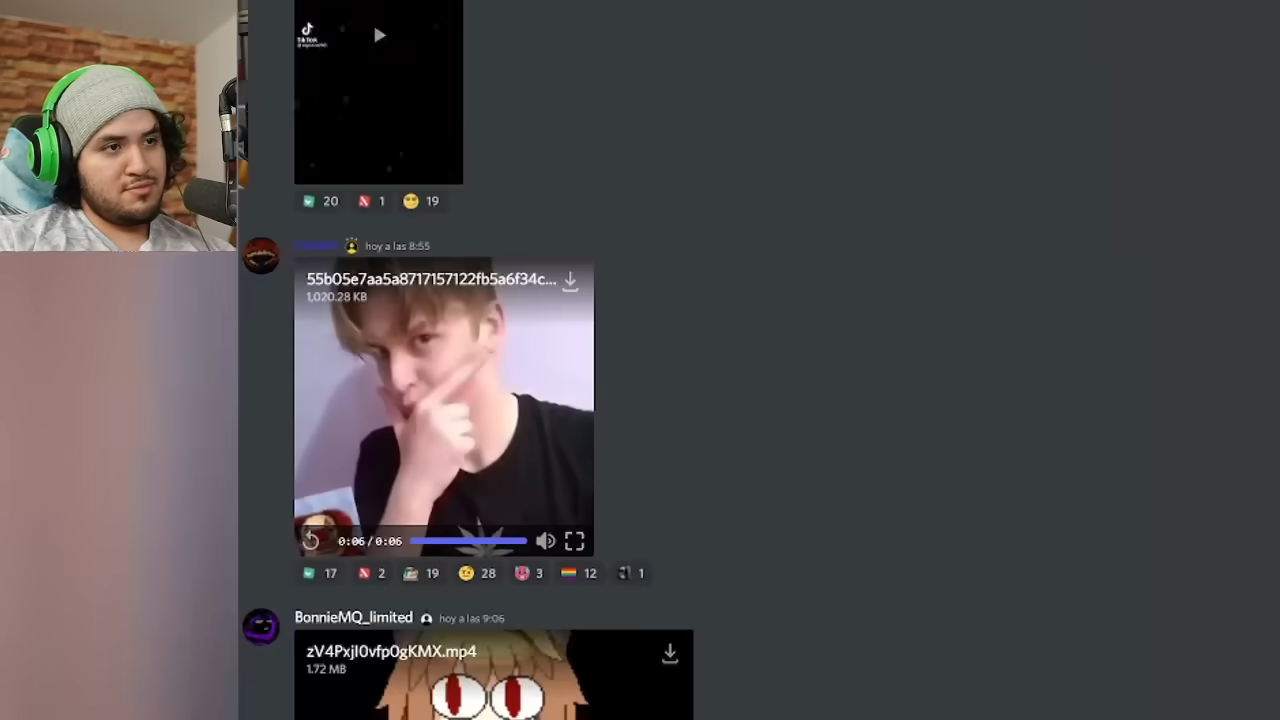 TikTok
20 1 19
hoy a las 8:55
55b05e7aa5a8717157122fb5a6f34c...
1,020.28 KB
0:06 / 0:06
17 2 19 28 3 12 1
BonnieMQ_limited hoy a las 9:06
zV4PxjI0vfp0gKMX.mp4
1.72 MB